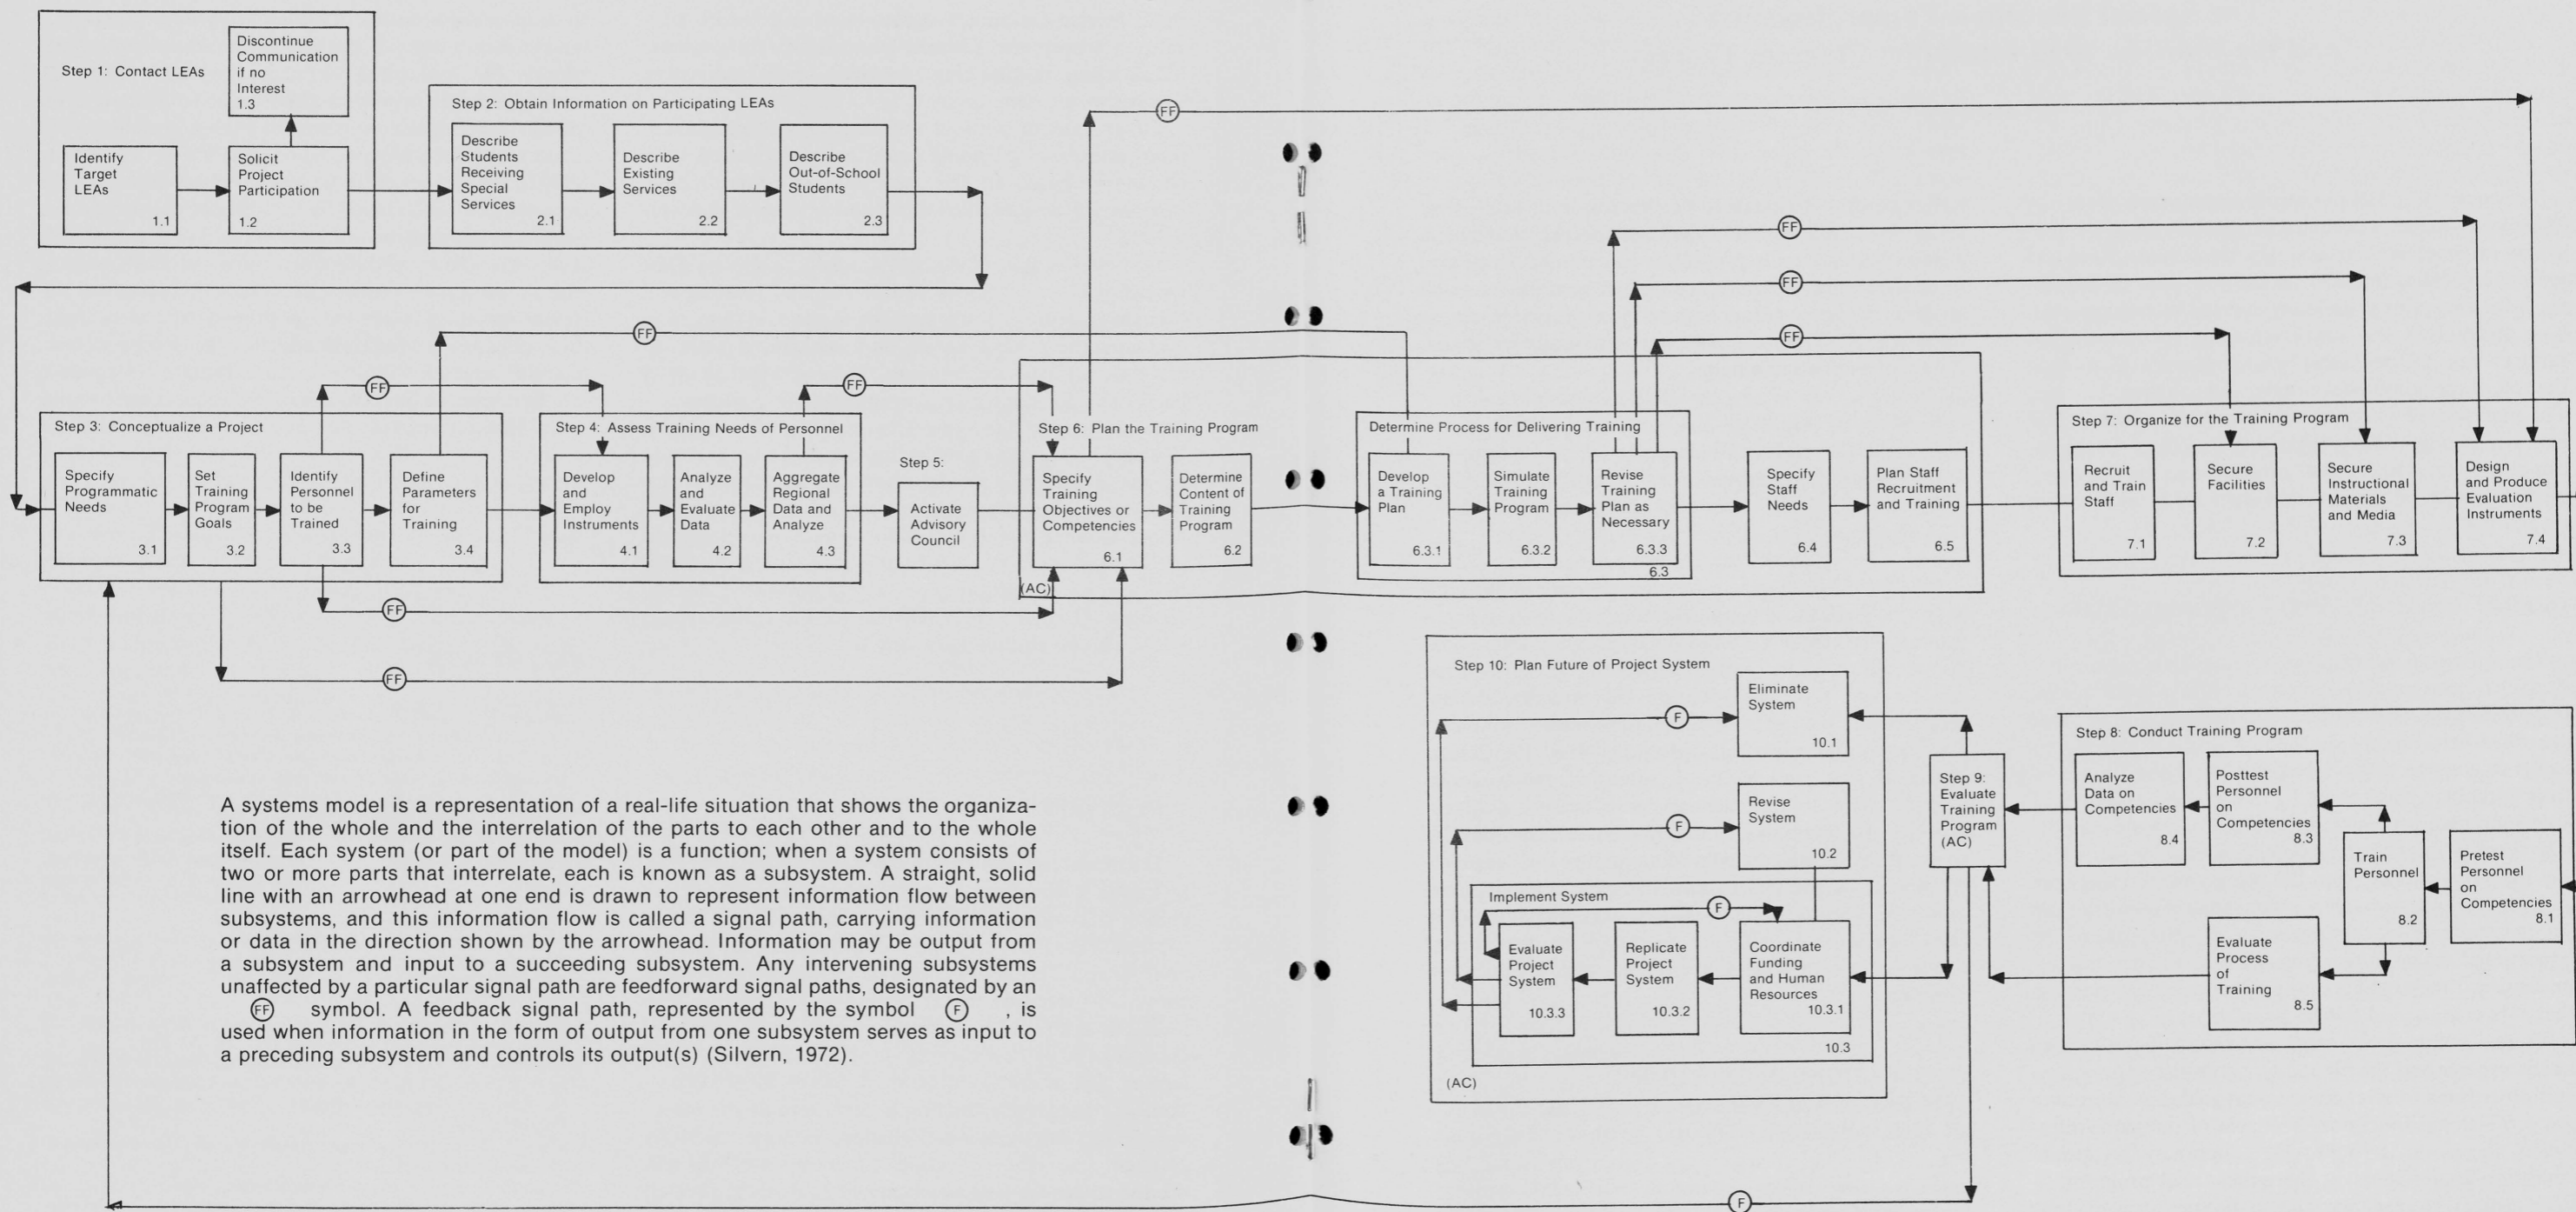 Step 1: Contact LEAs
Discontinue
Communication
if no
Interest
1.3
Identify
Target
LEAs
1.1
Solicit
Project
Participation
1.2
Step 2: Obtain Information on Participating LEAs
Describe
Students
Receiving
Special
Services
2.1
Describe
Existing
Services
2.2
Describe
Out-of-School
Students
2.3
FF
FF
FF
FF
FF
FF
FF
Step 3: Conceptualize a Project
Specify
Programmatic
Needs
3.1
Set
Training
Program
Goals
3.2
Identify
Personnel
to be
Trained
3.3
Define
Parameters
for
Training
3.4
Step 4: Assess Training Needs of Personnel
Develop
and
Employ
Instruments
4.1
Analyze
and
Evaluate
Data
4.2
Aggregate
Regional
Data and
Analyze
4.3
Step 5:
Activate
Advisory
Council
Step 6: Plan the Training Program
Specify
Training
Objectives or
Competencies
6.1
(AC)
Determine
Content of
Training
Program
6.2
Determine Process for Delivering Training
Develop
a Training
Plan
6.3.1
Simulate
Training
Program
6.3.2
Revise
Training
Plan as
Necessary
6.3.3
6.3
Specify
Staff
Needs
6.4
Plan Staff
Recruitment
and Training
6.5
Step 7: Organize for the Training Program
Recruit
and Train
Staff
7.1
Secure
Facilities
7.2
Secure
Instructional
Materials
and Media
7.3
Design
and Produce
Evaluation
Instruments
7.4
FF
FF
Step 10: Plan Future of Project System
Eliminate
System
10.1
F
Revise
System
10.2
F
Implement System
F
Evaluate
Project
System
10.3.3
Replicate
Project
System
10.3.2
Coordinate
Funding
and Human
Resources
10.3.1
10.3
(AC)
Step 9:
Evaluate
Training
Program
(AC)
Step 8: Conduct Training Program
Analyze
Data on
Competencies
8.4
Posttest
Personnel
on
Competencies
8.3
Train
Personnel
8.2
Pretest
Personnel
on
Competencies
8.1
Evaluate
Process
of
Training
8.5
F
A systems model is a representation of a real-life situation that shows the organiza-
tion of the whole and the interrelation of the parts to each other and to the whole
itself. Each system (or part of the model) is a function; when a system consists of
two or more parts that interrelate, each is known as a subsystem. A straight, solid
line with an arrowhead at one end is drawn to represent information flow between
subsystems, and this information flow is called a signal path, carrying information
or data in the direction shown by the arrowhead. Information may be output from
a subsystem and input to a succeeding subsystem. Any intervening subsystems
unaffected by a particular signal path are feedforward signal paths, designated by an
FF symbol. A feedback signal path, represented by the symbol F , is
used when information in the form of output from one subsystem serves as input to
a preceding subsystem and controls its output(s) (Silvern, 1972).